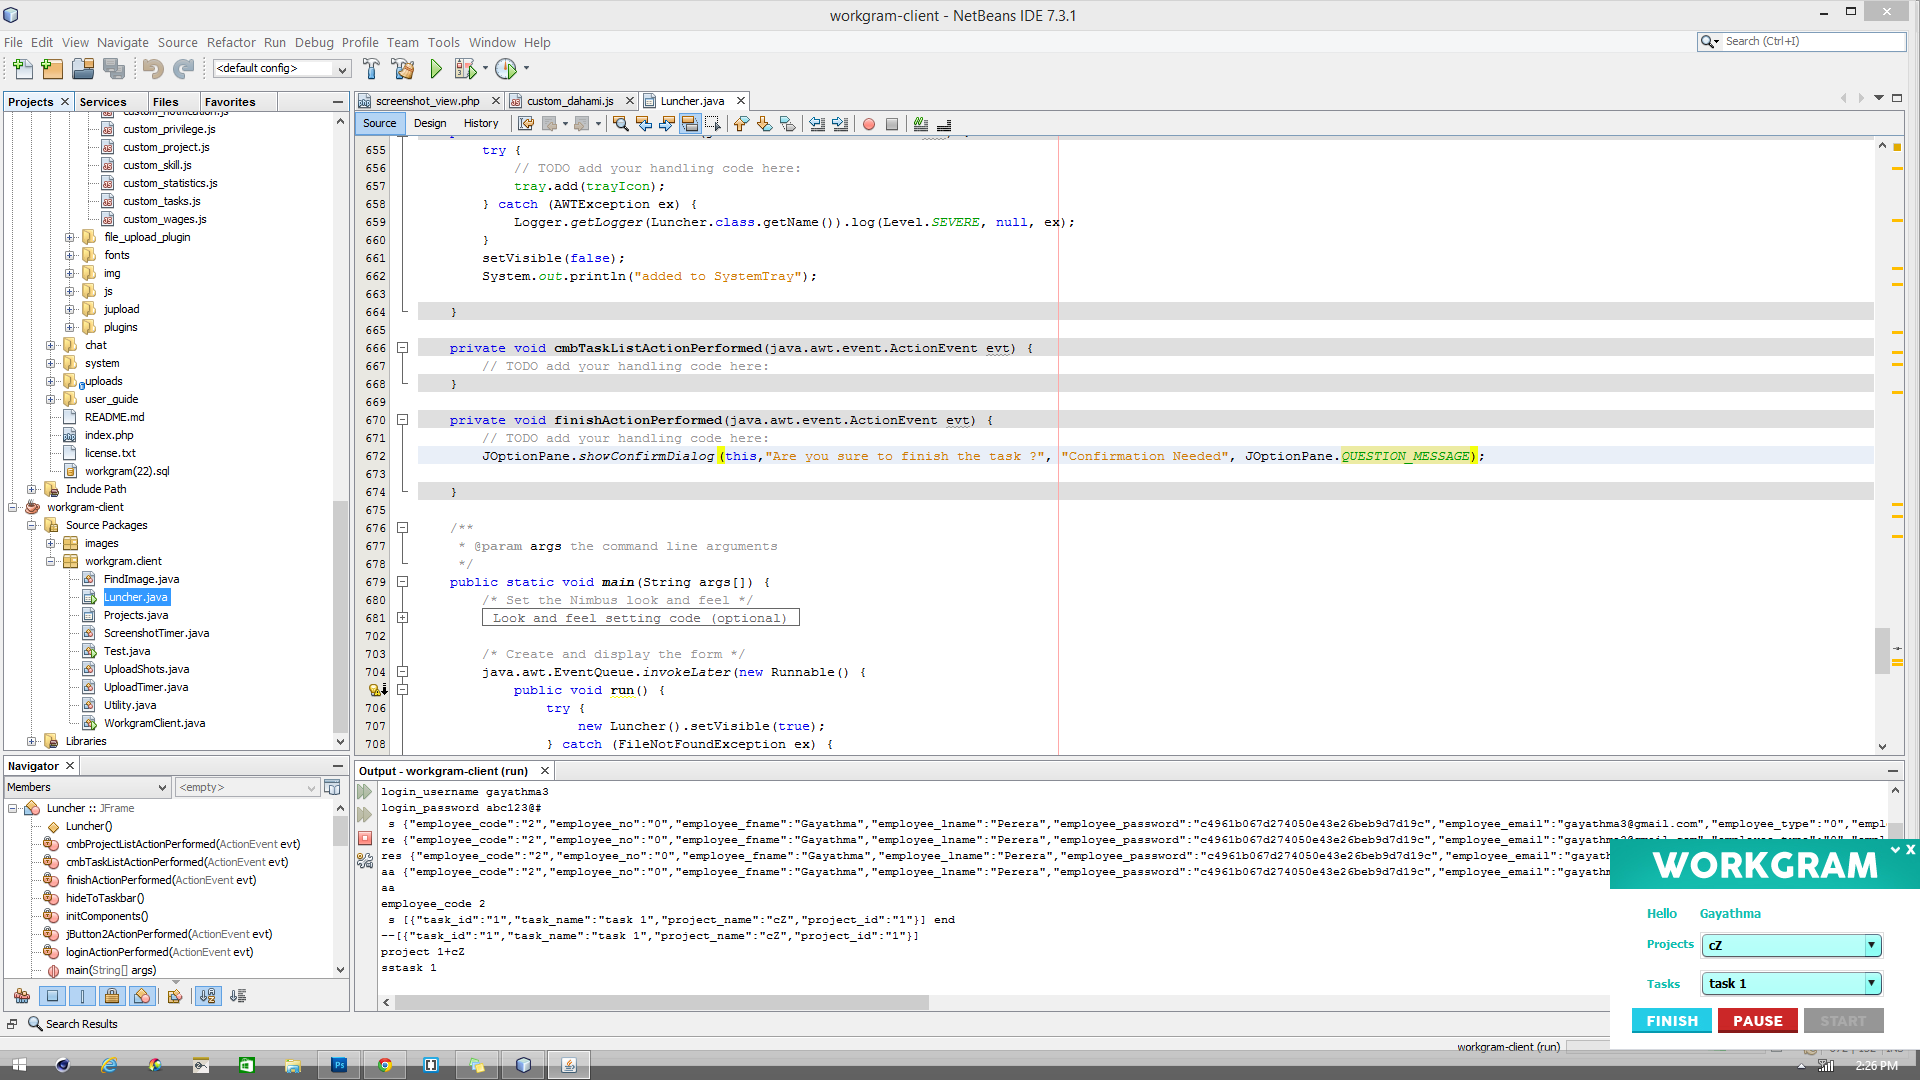 workgram-client - NetBeans IDE 7.3.1
File Edit View Navigate Source Refactor Run Debug Profile Team Tools Window Help
Search (Ctrl+I)
<default config>
Projects Services Files Favorites
screenshot_view.php custom_dahami.js Luncher.java
Source Design History
custom_notification.js
custom_privilege.js
custom_project.js
custom_skill.js
custom_statistics.js
custom_tasks.js
custom_wages.js
file_upload_plugin
fonts
img
js
jupload
plugins
chat
system
uploads
user_guide
README.md
index.php
license.txt
workgram(22).sql
Include Path
workgram-client
Source Packages
images
workgram.client
FindImage.java
Luncher.java
Projects.java
ScreenshotTimer.java
Test.java
UploadShots.java
UploadTimer.java
Utility.java
WorkgramClient.java
Libraries
655 try {
656 // TODO add your handling code here:
657 tray.add(trayIcon);
658 } catch (AWTException ex) {
659 Logger.getLogger(Luncher.class.getName()).log(Level.SEVERE, null, ex);
660 }
661 setVisible(false);
662 System.out.println("added to SystemTray");
663
664 }
665
666 private void cmbTaskListActionPerformed(java.awt.event.ActionEvent evt) {
667 // TODO add your handling code here:
668 }
669
670 private void finishActionPerformed(java.awt.event.ActionEvent evt) {
671 // TODO add your handling code here:
672 JOptionPane.showConfirmDialog(this,"Are you sure to finish the task ?", "Confirmation Needed", JOptionPane.QUESTION_MESSAGE);
673
674 }
675
676 /**
677 * @param args the command line arguments
678 */
679 public static void main(String args[]) {
680 /* Set the Nimbus look and feel */
681 Look and feel setting code (optional)
702
703 /* Create and display the form */
704 java.awt.EventQueue.invokeLater(new Runnable() {
public void run() {
706 try {
707 new Luncher().setVisible(true);
708 } catch (FileNotFoundException ex) {
Navigator
Members <empty>
Luncher :: JFrame
Luncher()
cmbProjectListActionPerformed(ActionEvent evt)
cmbTaskListActionPerformed(ActionEvent evt)
finishActionPerformed(ActionEvent evt)
hideToTaskbar()
initComponents()
jButton2ActionPerformed(ActionEvent evt)
loginActionPerformed(ActionEvent evt)
main(String[] args)
Output - workgram-client (run)
login_username gayathma3
login_password abc123@#
s {"employee_code":"2","employee_no":"0","employee_fname":"Gayathma","employee_lname":"Perera","employee_password":"c4961b067d274050e43e26beb9d7d19c","employee_email":"gayathma3@gmail.com","employee_type":"0","empl
re {"employee_code":"2","employee_no":"0","employee_fname":"Gayathma","employee_lname":"Perera","employee_password":"c4961b067d274050e43e26beb9d7d19c","employee_email":"gayathma3@gmail.com","employee_type":"0","emp
res {"employee_code":"2","employee_no":"0","employee_fname":"Gayathma","employee_lname":"Perera","employee_password":"c4961b067d274050e43e26beb9d7d19c","employee_email":"gayath
aa {"employee_code":"2","employee_no":"0","employee_fname":"Gayathma","employee_lname":"Perera","employee_password":"c4961b067d274050e43e26beb9d7d19c","employee_email":"gayathm
aa
employee_code 2
s [{"task_id":"1","task_name":"task 1","project_name":"cZ","project_id":"1"}] end
--[{"task_id":"1","task_name":"task 1","project_name":"cZ","project_id":"1"}]
project 1+cZ
sstask 1
WORKGRAM
X
Hello Gayathma
Projects cZ
Tasks task 1
FINISH PAUSE START
Search Results
workgram-client (run)
2:26 PM